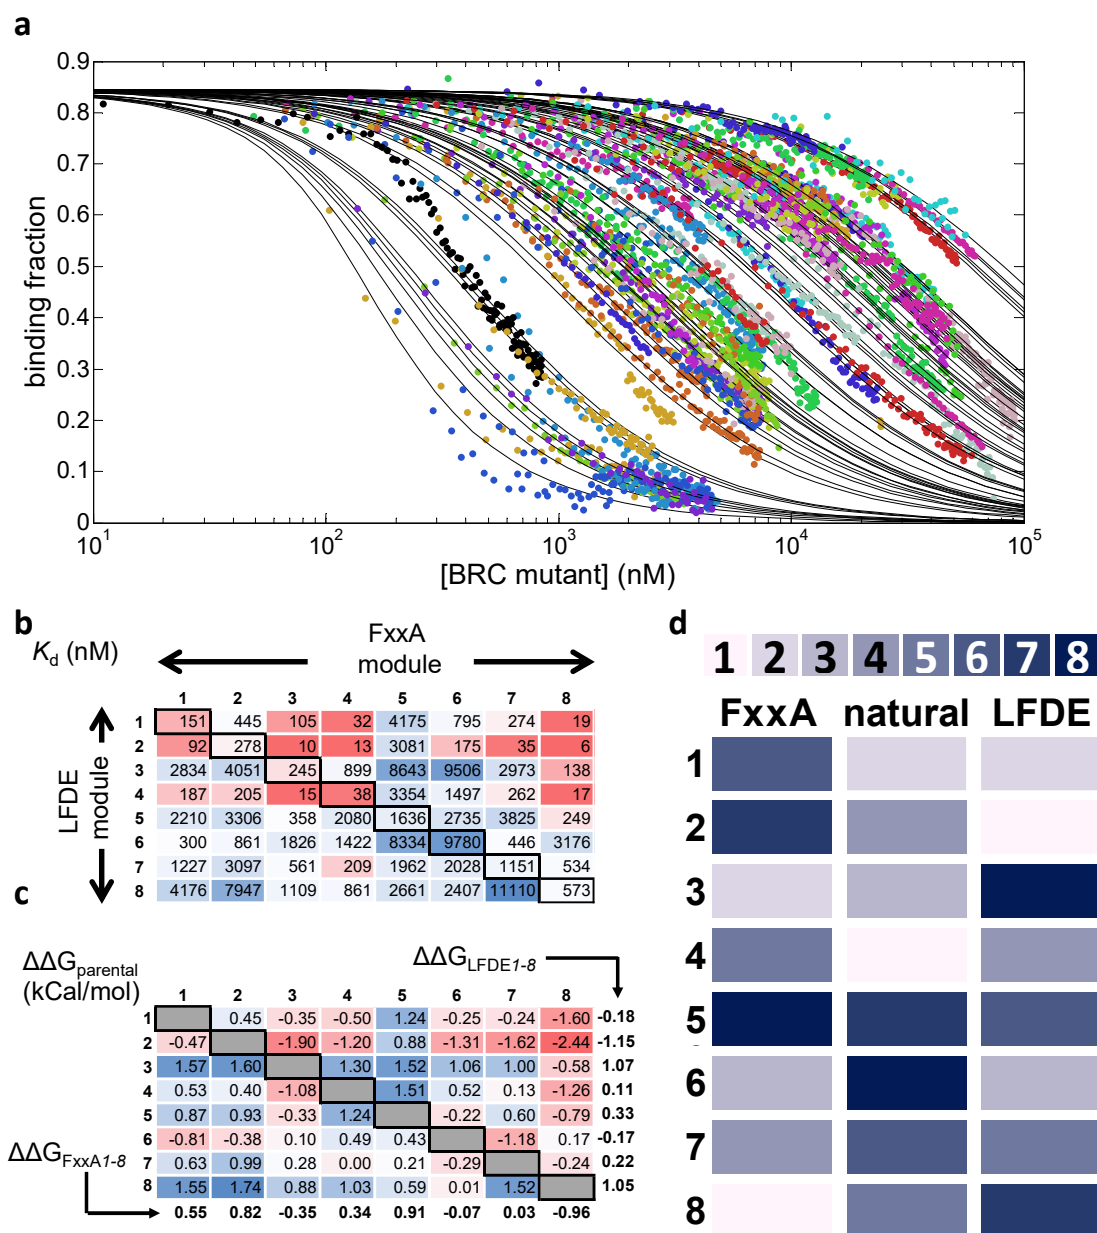 a
0.9
0.8
0.7
0.6
0.5
0.4
0.3
0.2
0.1
0
binding fraction
10^1 10^2 10^3 10^4 10^5
[BRC mutant] (nM)
b
K_d (nM)
FxxA
module
LFDE
module
1 2 3 4 5 6 7 8
1 151 445 105 32 4175 795 274 19
2 92 278 10 13 3081 175 35 6
3 2834 4051 245 899 8643 9506 2973 138
4 187 205 15 38 3354 1497 262 17
5 2210 3306 358 2080 1636 2735 3825 249
6 300 861 1826 1422 8334 9780 446 3176
7 1227 3097 561 209 1962 2028 1151 534
8 4176 7947 1109 861 2661 2407 11110 573
c
ΔΔG_parental
(kCal/mol)
ΔΔG_LFDE1-8
1 2 3 4 5 6 7 8
1 0.45 -0.35 -0.50 1.24 -0.25 -0.24 -1.60 -0.18
2 -0.47 -1.90 -1.20 0.88 -1.31 -1.62 -2.44 -1.15
3 1.57 1.60 1.30 1.52 1.06 1.00 -0.58 1.07
4 0.53 0.40 -1.08 1.51 0.52 0.13 -1.26 0.11
5 0.87 0.93 -0.33 1.24 -0.22 0.60 -0.79 0.33
6 -0.81 -0.38 0.10 0.49 0.43 -1.18 0.17 -0.17
7 0.63 0.99 0.28 0.00 0.21 -0.29 -0.24 0.22
8 1.55 1.74 0.88 1.03 0.59 0.01 1.52 1.05
ΔΔG_FxxA1-8
0.55 0.82 -0.35 0.34 0.91 -0.07 0.03 -0.96
d
1 2 3 4 5 6 7 8
FxxA natural LFDE
1
2
3
4
5
6
7
8